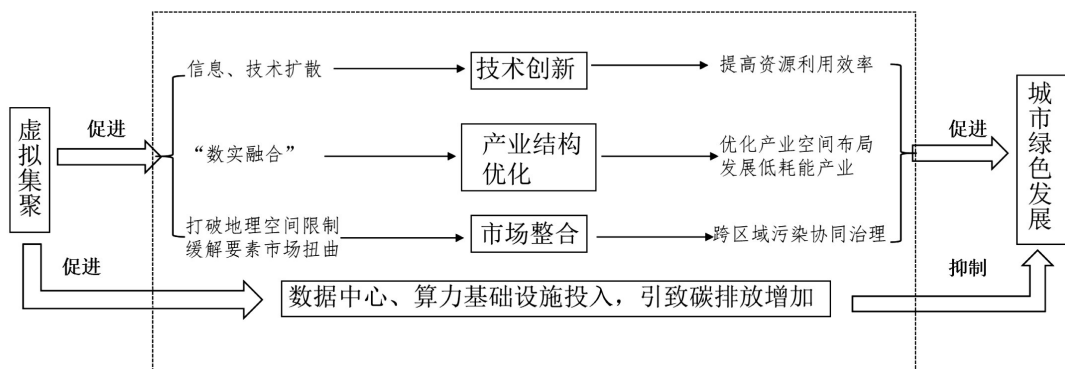 虚拟集聚
促进
信息、技术扩散
技术创新
提高资源利用效率
“数实融合”
产业结构
优化
优化产业空间布局
发展低耗能产业
打破地理空间限制
缓解要素市场扭曲
市场整合
跨区域污染协同治理
促进
城市绿色发展
促进
数据中心、算力基础设施投入，引致碳排放增加
抑制